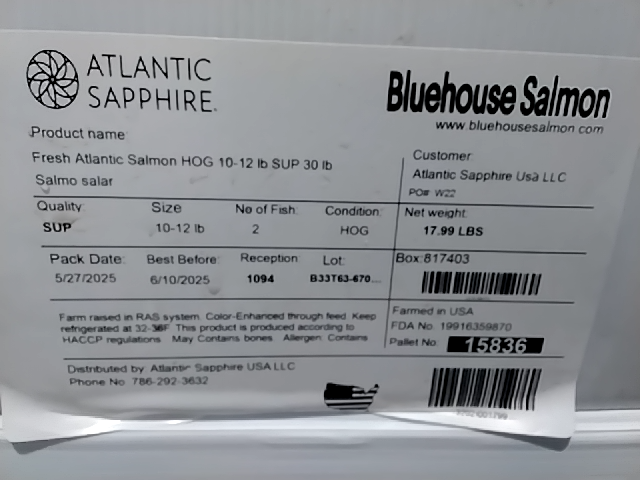 ATLANTIC
SAPPHIRE
Bluehouse Salmon
www.bluehousesalmon.com
Product name
Fresh Atlantic Salmon HOG 10-12 lb SUP 30 lb
Salmo salar
Customer:
Atlantic Sapphire Usa LLC
PO#: W22
Quality: Size No of Fish: Condition: Net weight:
SUP 10-12 lb 2 HOG 17.99 LBS
Pack Date: Best Before: Reception: Lot: Box:817403
5/27/2025 6/10/2025 1094 B33T63-670...
Farm raised in RAS system. Color-Enhanced through feed. Keep
refrigerated at 32-36F. This product is produced according to
HACCP regulations. May Contains bones. Allergen: Contains
Farmed in USA
FDA No. 19916359870
Pallet No. 15836
Distributed by Atlantic Sapphire USA LLC
Phone No 786-292-3632